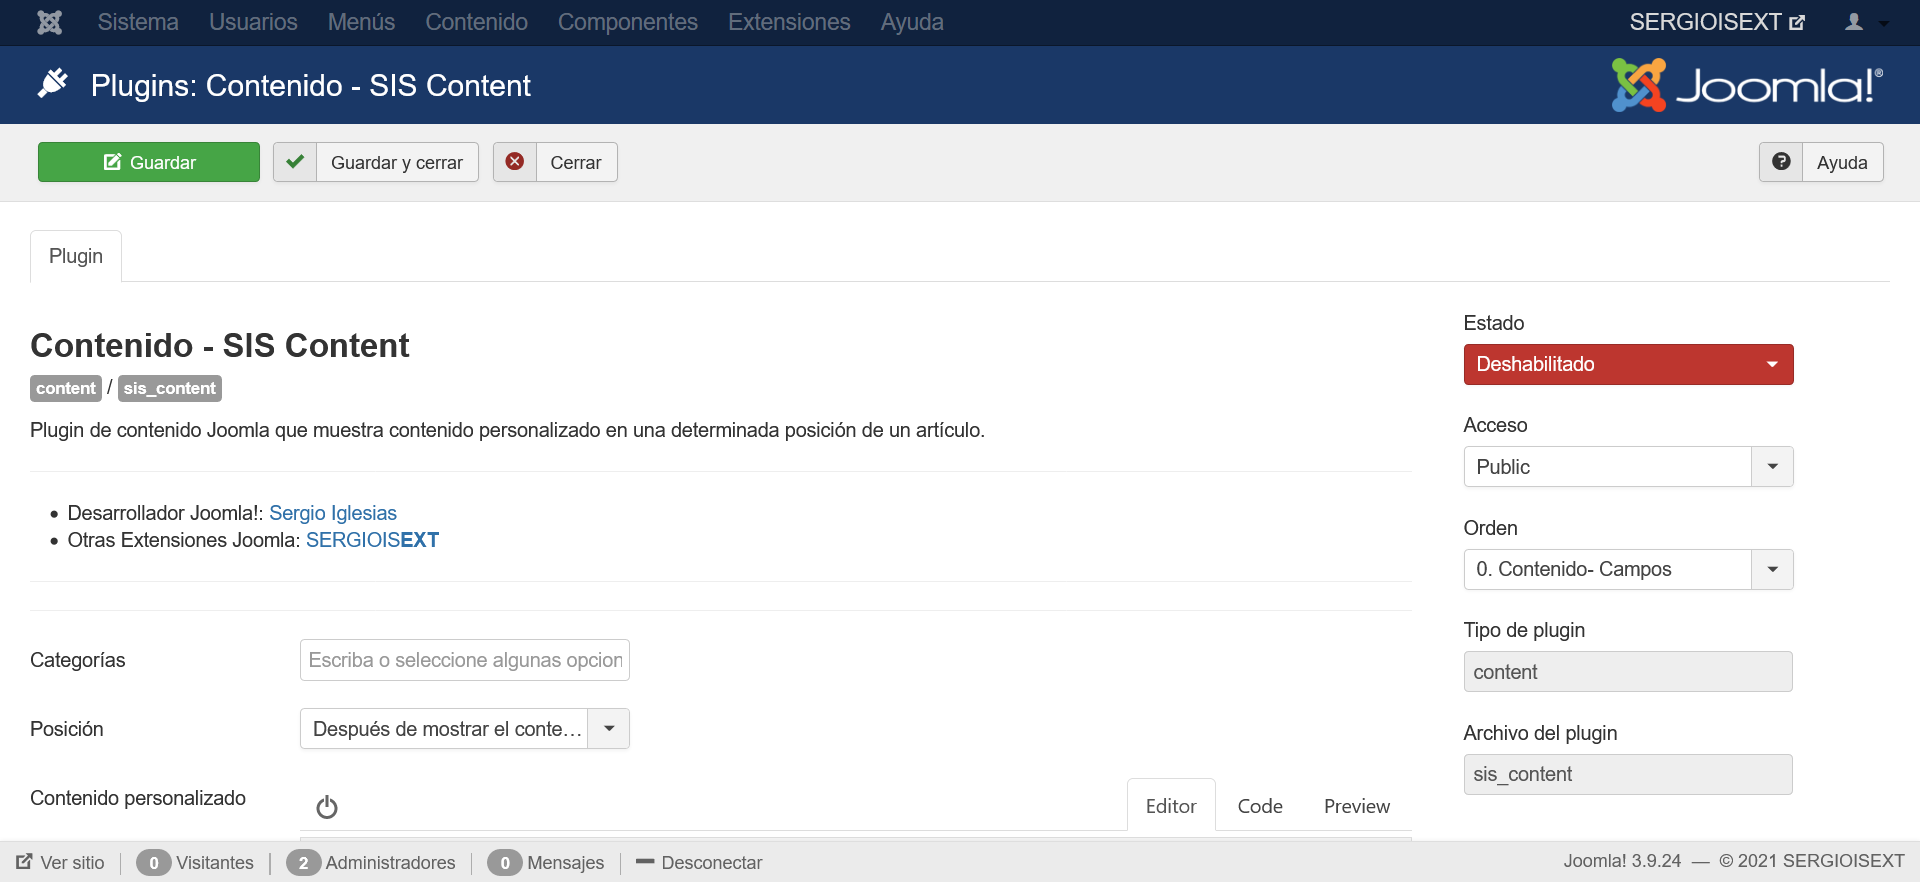 Sistema Usuarios Menús Contenido Componentes Extensiones Ayuda SERGIOISEXT
Plugins: Contenido - SIS Content Joomla!®
Guardar Guardar y cerrar Cerrar Ayuda
Plugin
Contenido - SIS Content
content / sis_content
Plugin de contenido Joomla que muestra contenido personalizado en una determinada posición de un artículo.
Desarrollador Joomla!: Sergio Iglesias
Otras Extensiones Joomla: SERGIOISEXT
Categorías Escriba o seleccione algunas opcion
Posición Después de mostrar el conte…
Contenido personalizado Editor Code Preview
Estado
Deshabilitado
Acceso
Public
Orden
0. Contenido- Campos
Tipo de plugin
content
Archivo del plugin
sis_content
Ver sitio 0 Visitantes 2 Administradores 0 Mensajes Desconectar Joomla! 3.9.24 — © 2021 SERGIOISEXT